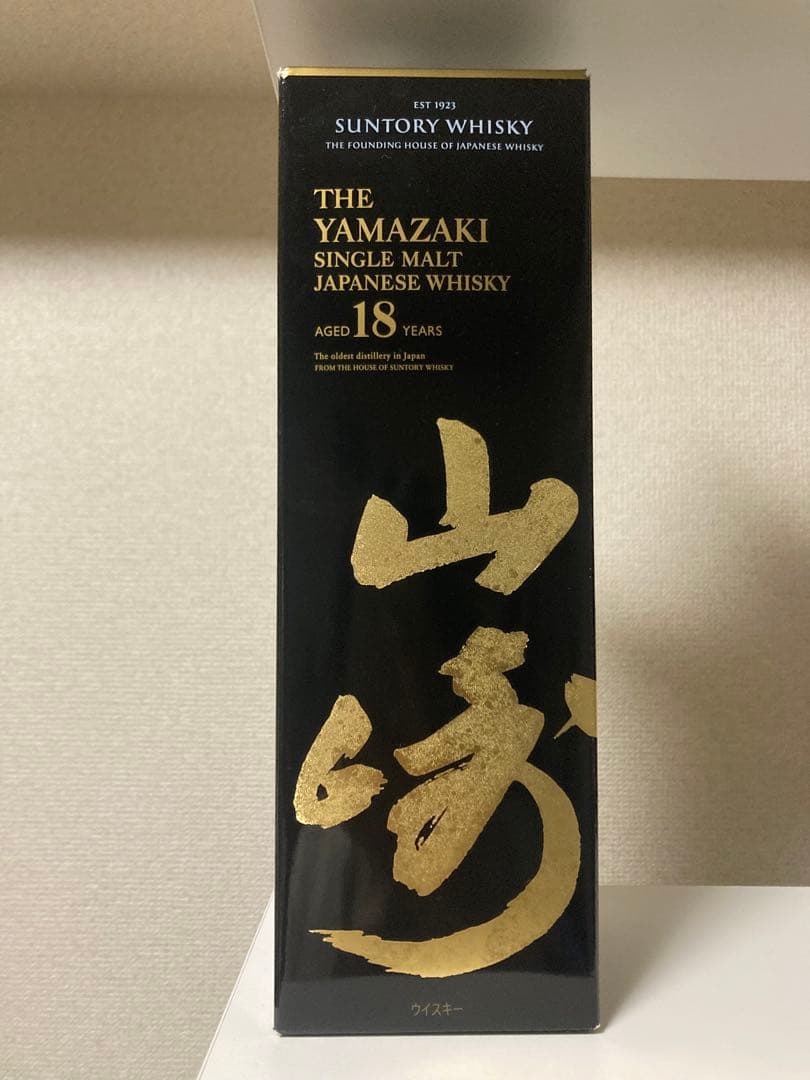 EST 1923
SUNTORY WHISKY
THE FOUNDING HOUSE OF JAPANESE WHISKY
THE
YAMAZAKI
SINGLE MALT
JAPANESE WHISKY
AGED 18 YEARS
The oldest distillery in Japan
FROM THE HOUSE OF SUNTORY WHISKY
山
崎
ウイスキー